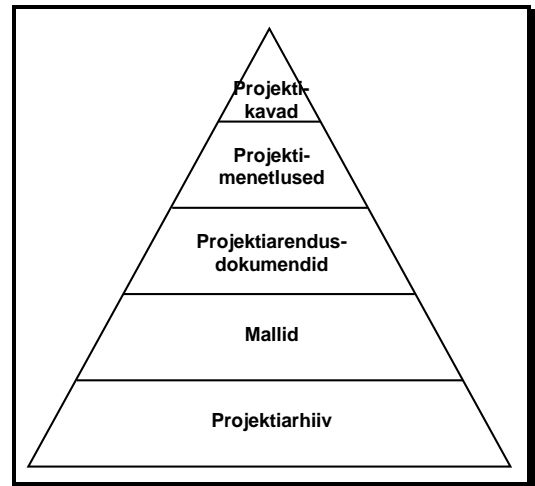 Projekti-
kavad
Projekti-
menetlused
Projektiarendus-
dokumendid
Mallid
Projektiarhiiv